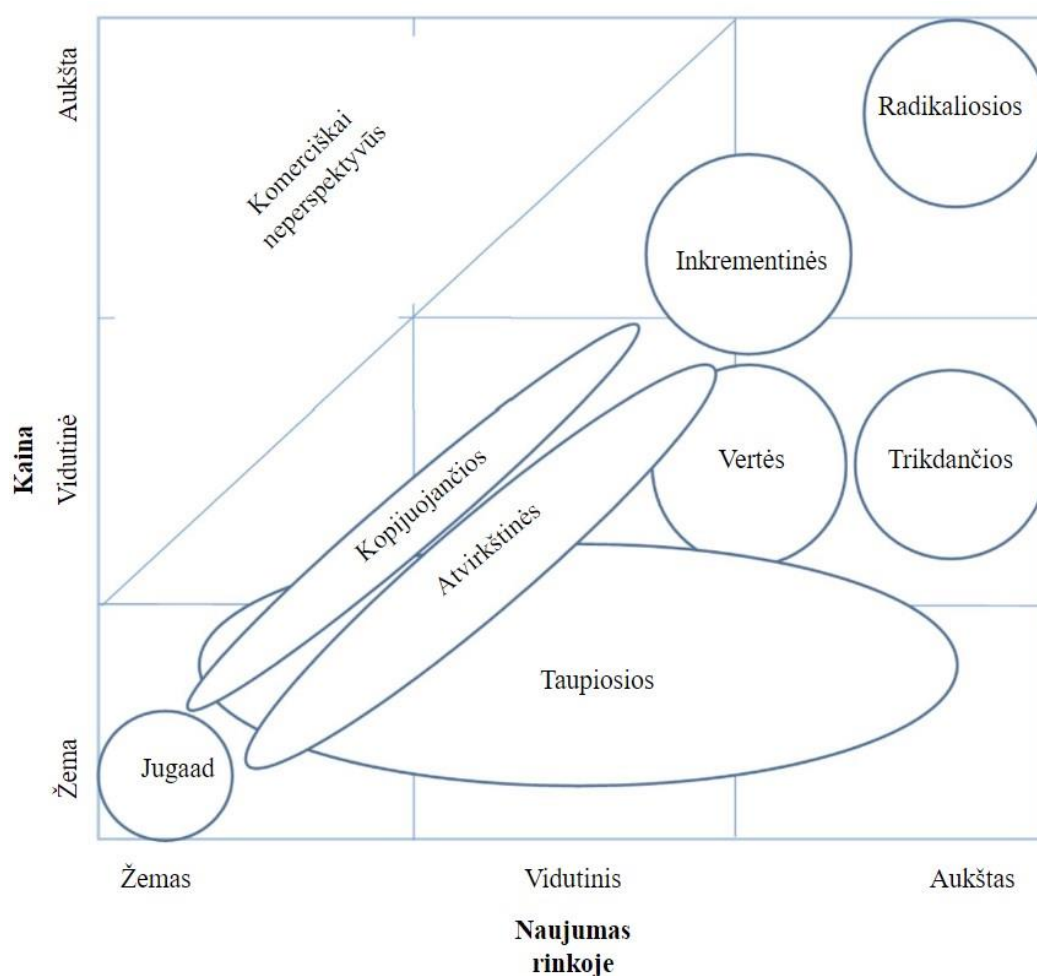 Aukšta
Radikaliosios
Komerciškai
neperspektyvūs
Inkrementinės
Kaina
Vidutinė
Kopijuojančios
Vertės
Trikdančios
Atvirkštinės
Taupiosios
Žema
Jugaad
Žemas
Vidutinis
Aukštas
Naujumas
rinkoje